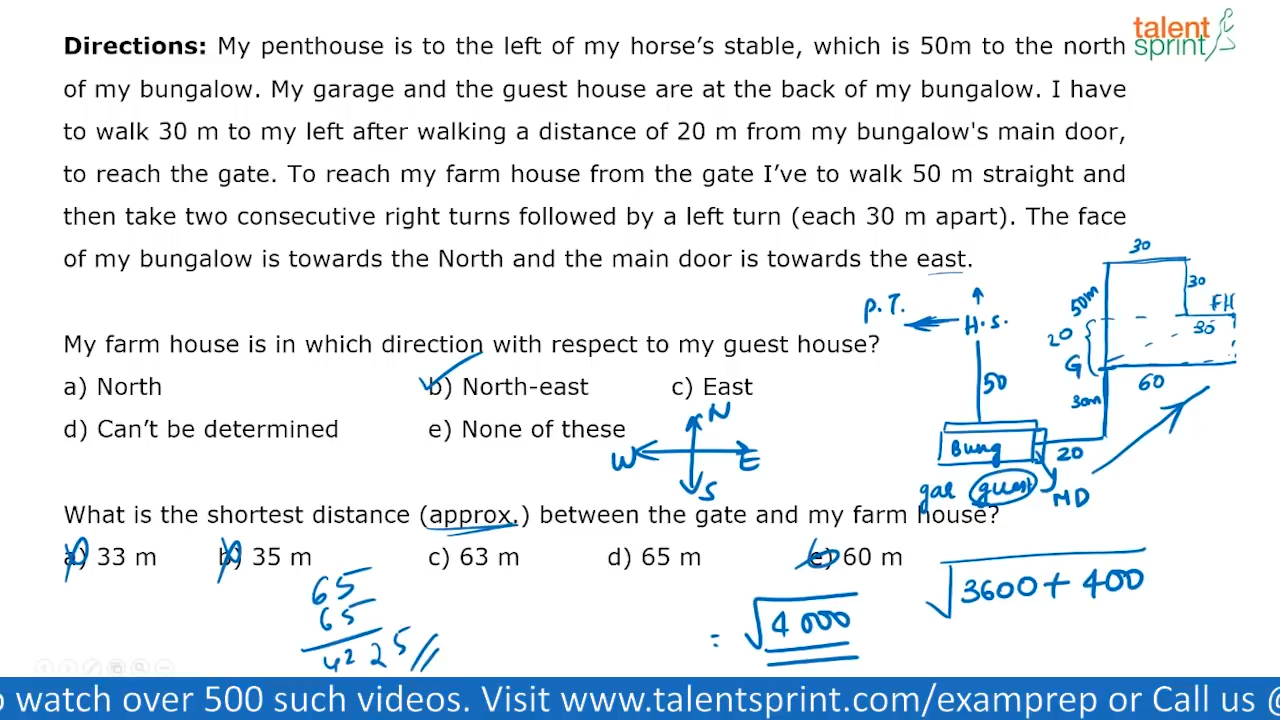 talent
sprint
Directions: My penthouse is to the left of my horse's stable, which is 50m to the north
of my bungalow. My garage and the guest house are at the back of my bungalow. I have
to walk 30 m to my left after walking a distance of 20 m from my bungalow's main door,
to reach the gate. To reach my farm house from the gate I've to walk 50 m straight and
then take two consecutive right turns followed by a left turn (each 30 m apart). The face
of my bungalow is towards the North and the main door is towards the east.
30
50m
30
FH
30
20
G
60
30m
P.T.
H.S.
50
Bung
20
gar guest
MD
My farm house is in which direction with respect to my guest house?
a) North b) North-east c) East
d) Can't be determined e) None of these
N
W E
S
What is the shortest distance (approx.) between the gate and my farm house?
a) 33 m b) 35 m c) 63 m d) 65 m e) 60 m
65
65
4225
= √4000
√3600 + 400
o watch over 500 such videos. Visit www.talentsprint.com/examprep or Call us @